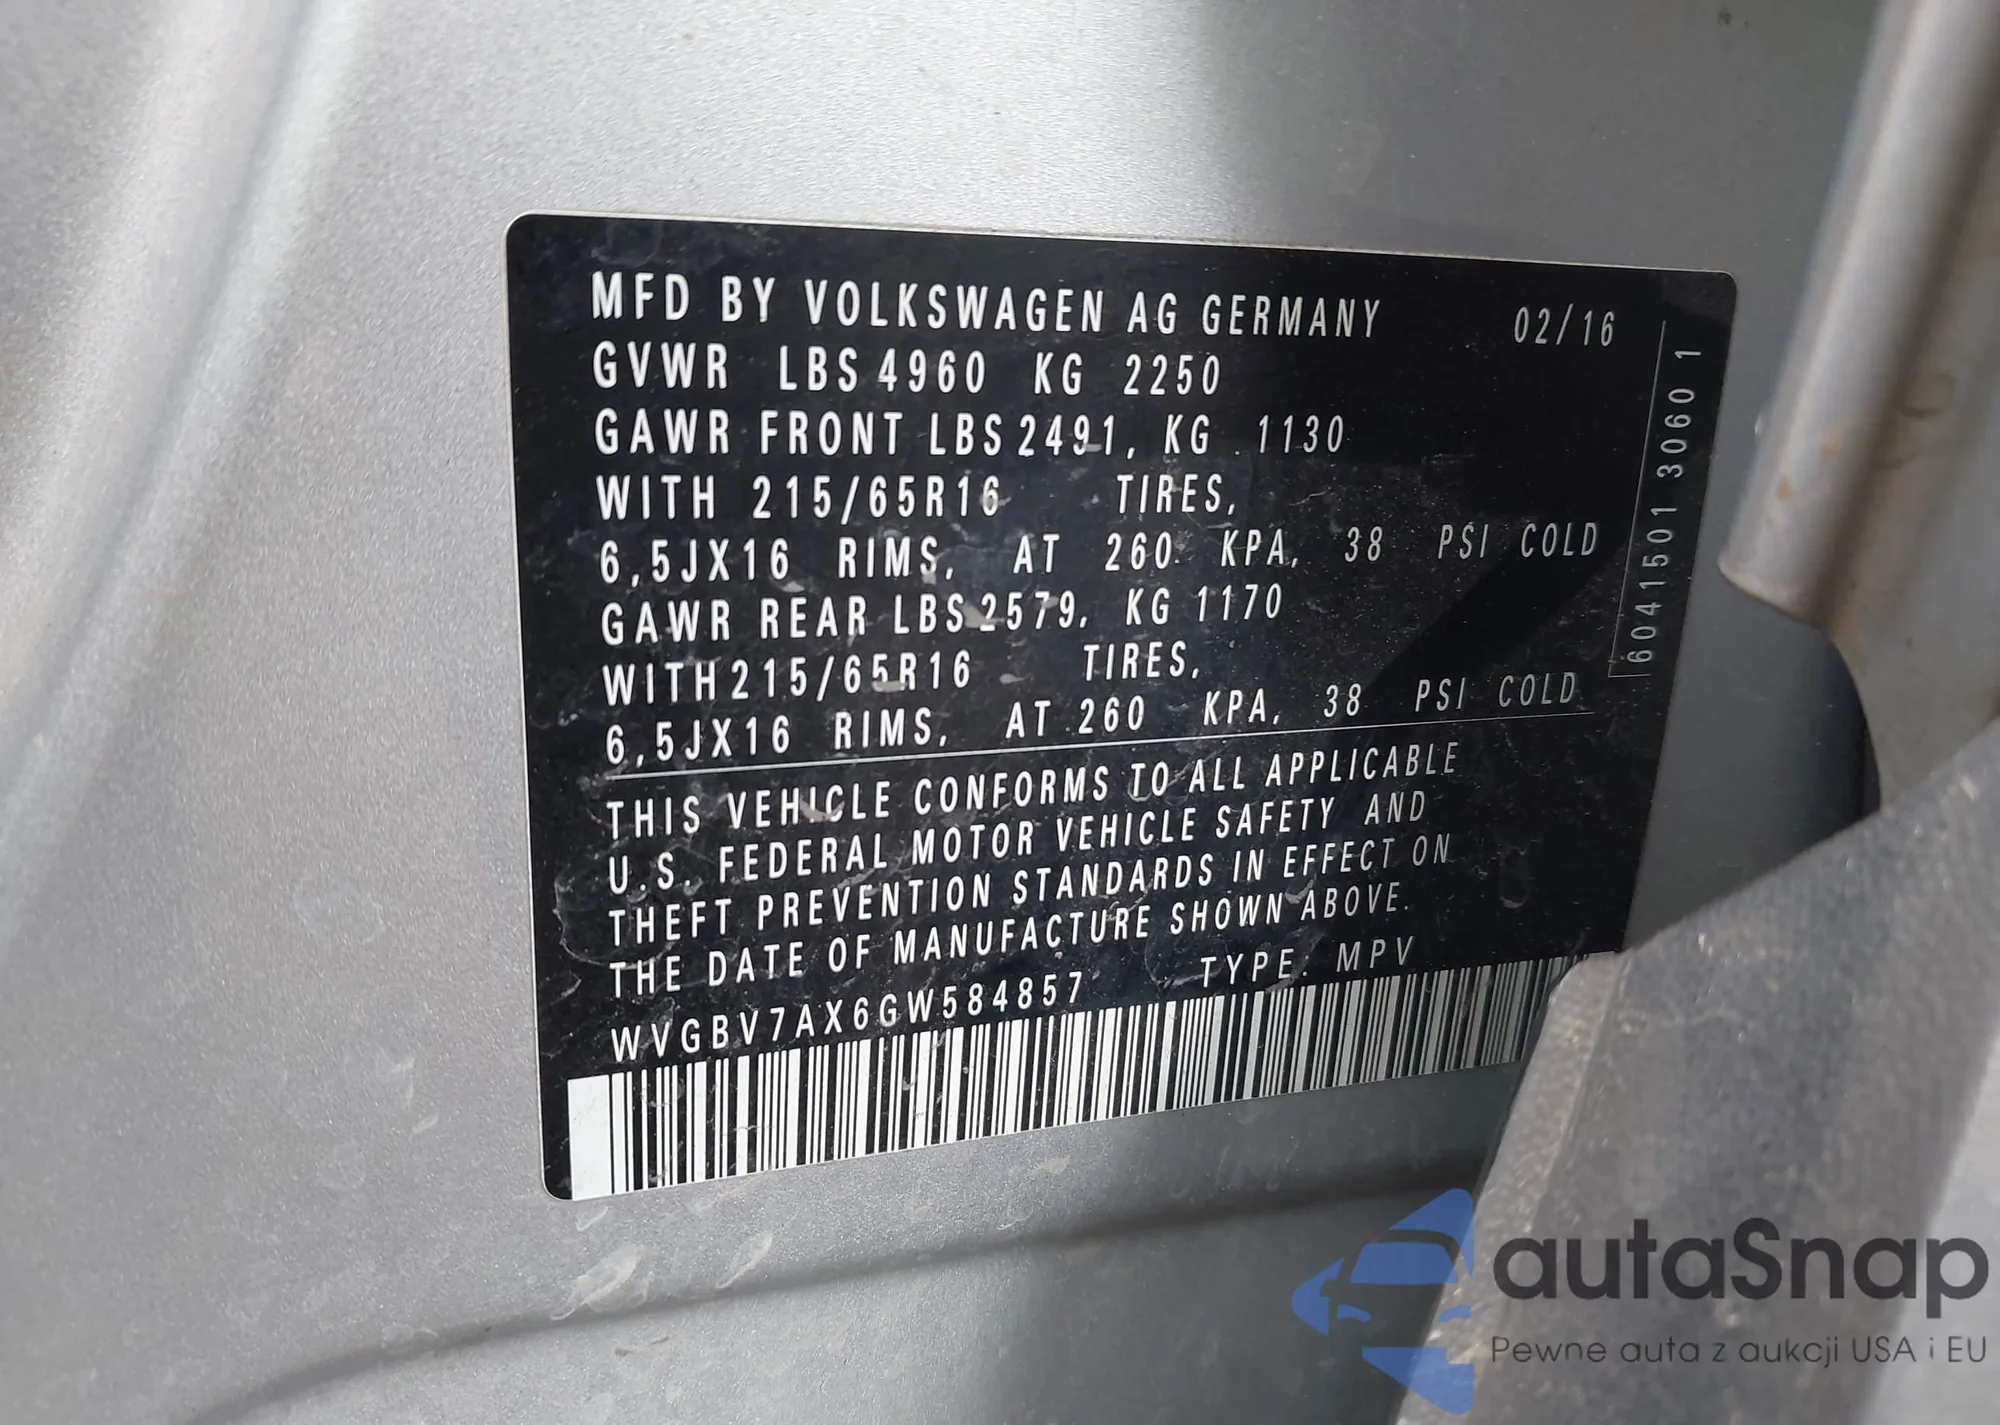 MFD BY VOLKSWAGEN AG GERMANY 02/16
GVWR LBS 4960 KG 2250
GAWR FRONT LBS 2491, KG 1130
WITH 215/65R16 TIRES,
6,5JX16 RIMS, AT 260 KPA, 38 PSI COLD
GAWR REAR LBS 2579, KG 1170
WITH 215/65R16 TIRES,
6,5JX16 RIMS, AT 260 KPA, 38 PSI COLD
THIS VEHICLE CONFORMS TO ALL APPLICABLE
U.S. FEDERAL MOTOR VEHICLE SAFETY AND
THEFT PREVENTION STANDARDS IN EFFECT ON
THE DATE OF MANUFACTURE SHOWN ABOVE.
WVGBV7AX6GW584857 TYPE: MPV
6041501 3060 1
autaSnap
Pewne auta z aukcji USA i EU